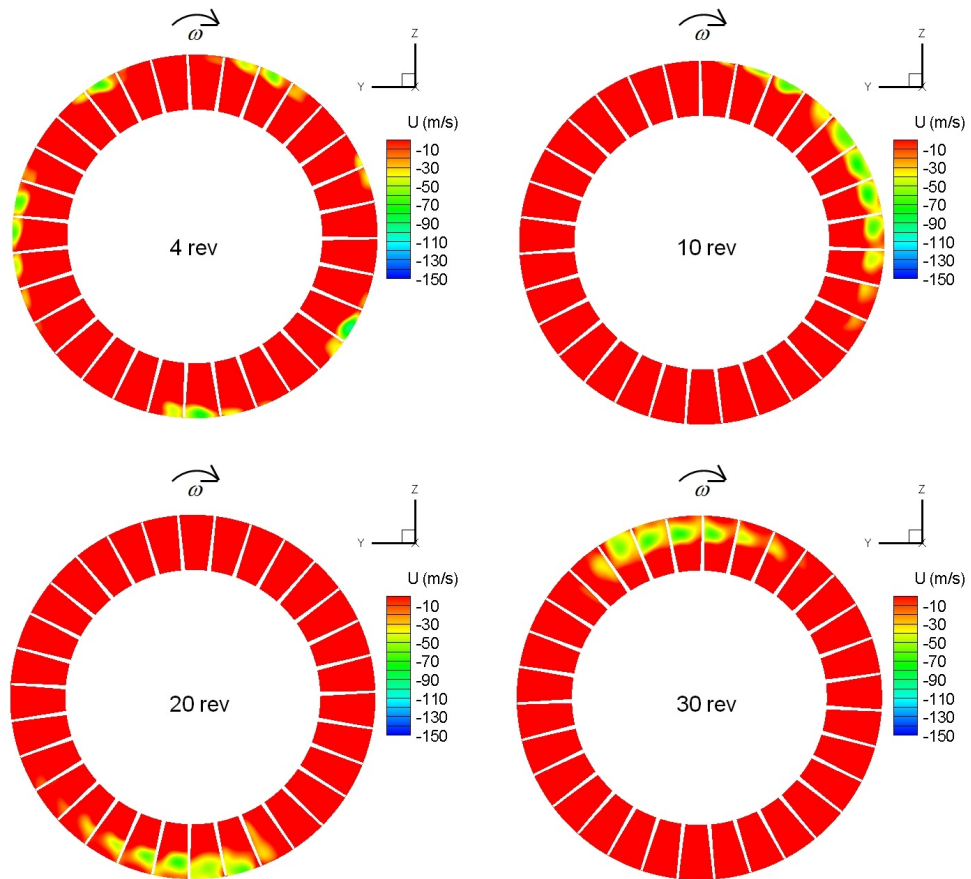 ω
Z
Y
X
U (m/s)
-10
-30
-50
-70
-90
-110
-130
-150
4 rev
ω
Z
Y
X
U (m/s)
-10
-30
-50
-70
-90
-110
-130
-150
10 rev
ω
Z
Y
X
U (m/s)
-10
-30
-50
-70
-90
-110
-130
-150
20 rev
ω
Z
Y
X
U (m/s)
-10
-30
-50
-70
-90
-110
-130
-150
30 rev